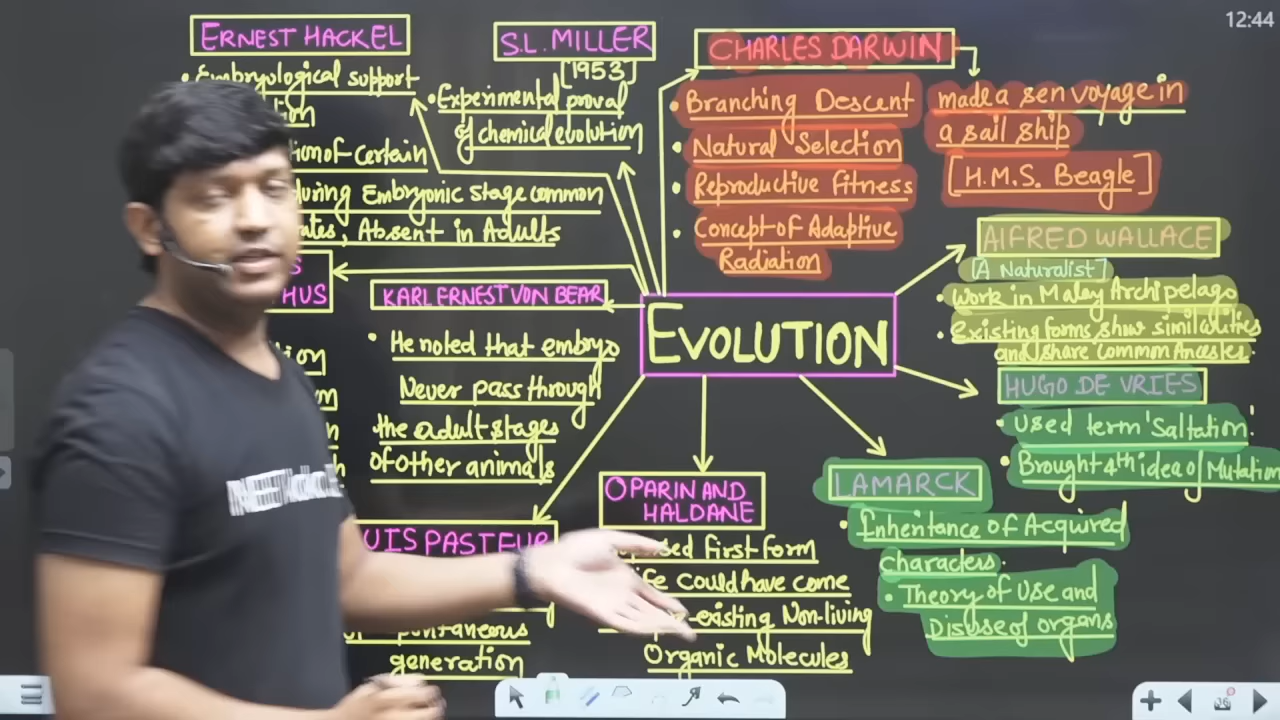 12:44
ERNEST HACKEL
• Embryological support
tion of Certain
during Embryonic stage common
Absent in Adults
S
HUS
S.L. MILLER
[1953]
• Experimental proval
of chemical evolution
CHARLES DARWIN
• Branching Descent
• Natural Selection
• Reproductive Fitness
• Concept of Adaptive
Radiation
made a sen voyage in
a sail ship
[H.M.S. Beagle]
AlFRED WALLACE
[A Naturalist]
• Work in Maley Archipelago
• Existing forms show similarities
and share Common Ancester.
KARL ERNEST VON BEAR
• He noted that embryo
Never pass through
the adult stages
of other animals
EVOLUTION
HUGO DE VRIES
• Used term 'Saltation'.
• Brought 4th idea of Mutation
LAMARCK
• Inheritance of Acquired
characters.
• Theory of Use and
Disuse of organs
OPARIN AND
HALDANE
first form
could have come
existing Non-living
Organic Molecules
UIS PASTEUR
generation